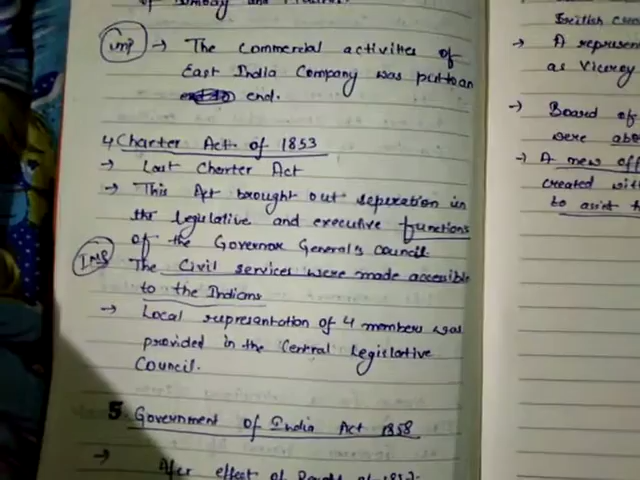 of Bombay and
Imp → The commercial activities of
East India Company was put to an
end.
4 Charter Act of 1853
→ Last Charter Act
→ This Act brought out seperation in
the legislative and executive functions
of the Governor General's Council.
IMP The Civil services were made accesible
to the Indians
→ Local representation of 4 members was
provided in the Central Legislative
Council.
5 Government of India Act 1858
→
After effect of
British
→ A represen
as Viceroy
→ Board of
were abo
→ A new off
created wit
to assist